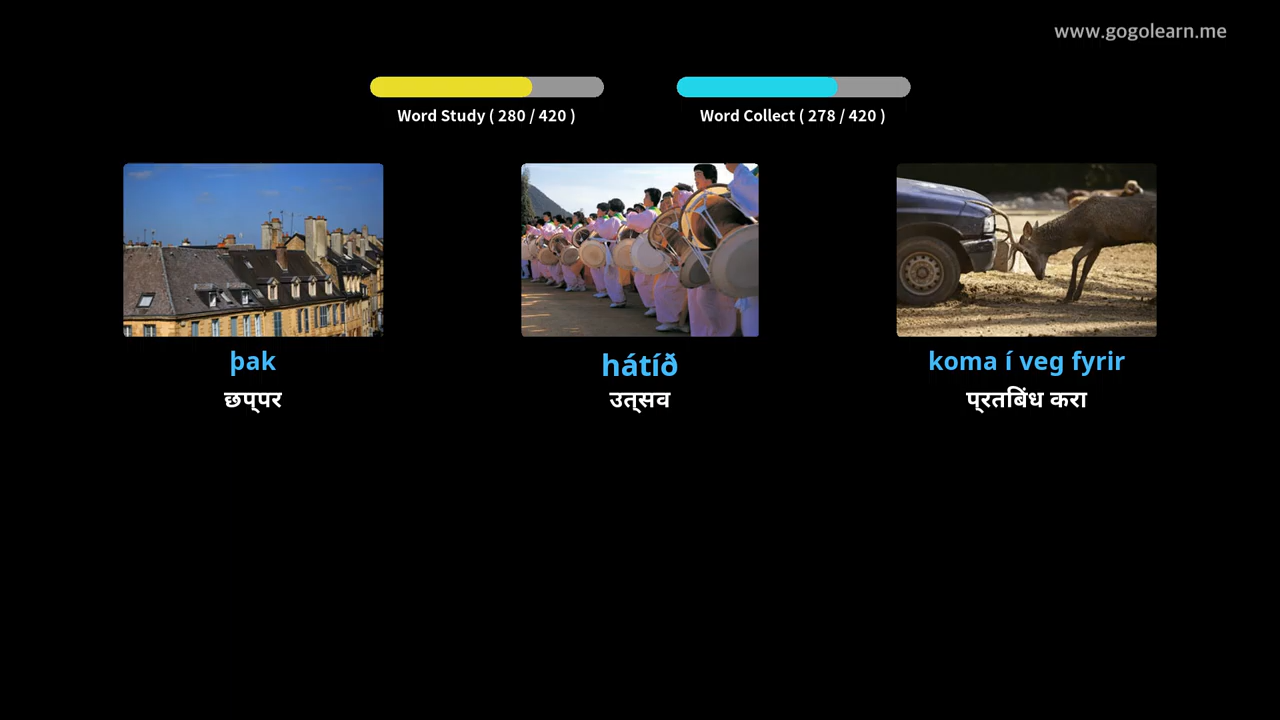 www.gogolearn.me
Word Study ( 280 / 420 )
Word Collect ( 278 / 420 )
þak
hátíð
koma í veg fyrir
छप्पर
उत्सव
प्रतबिंध करा